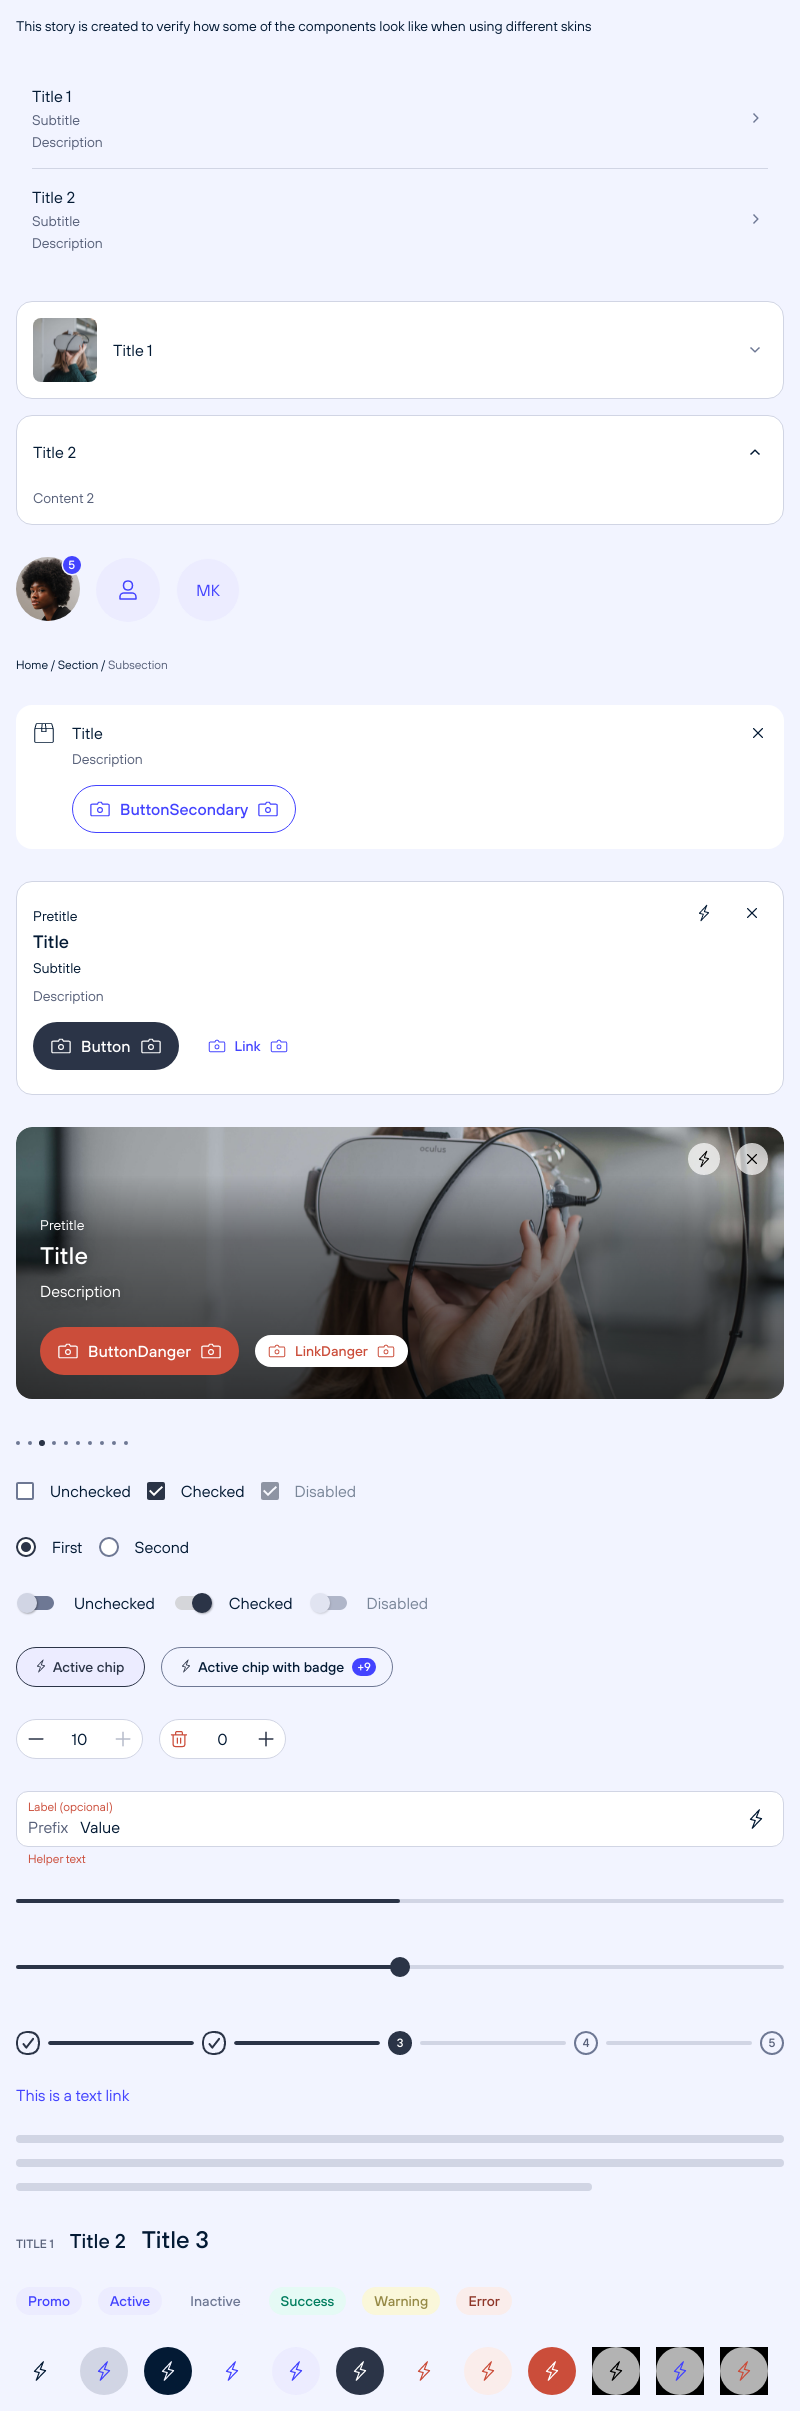 This story is created to verify how some of the components look like when using different skins
Title 1
Subtitle
Description
Title 2
Subtitle
Description
Title 1
Title 2
Content 2
5
MK
Home / Section / Subsection
Title
Description
ButtonSecondary
Pretitle
Title
Subtitle
Description
Button Link
oculus
Pretitle
Title
Description
ButtonDanger LinkDanger
Unchecked Checked Disabled
First Second
Unchecked Checked Disabled
Active chip Active chip with badge +9
10 0
Label (opcional)
Prefix Value
Helper text
3 4 5
This is a text link
TITLE 1 Title 2 Title 3
Promo Active Inactive Success Warning Error